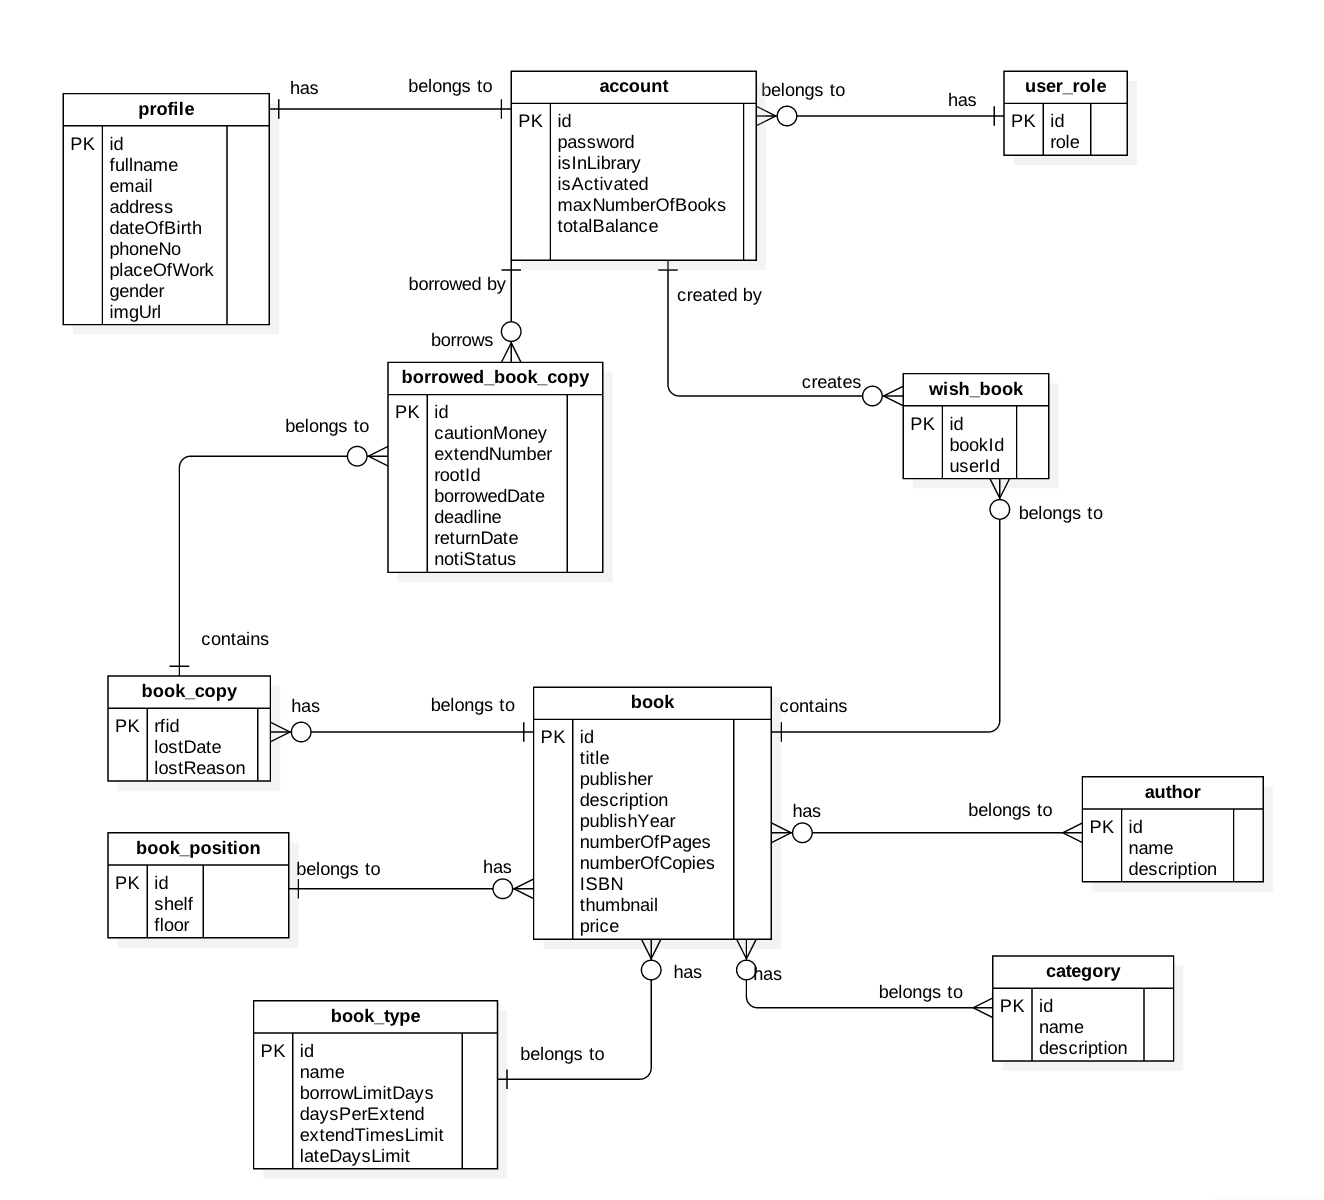 has
belongs to
profile
PK
id
fullname
email
address
dateOfBirth
phoneNo
placeOfWork
gender
imgUrl
account
PK
id
password
isInLibrary
isActivated
maxNumberOfBooks
totalBalance
belongs to
has
user_role
PK
id
role
borrowed by
borrows
created by
creates
borrowed_book_copy
PK
id
cautionMoney
extendNumber
rootId
borrowedDate
deadline
returnDate
notiStatus
wish_book
PK
id
bookId
userId
belongs to
belongs to
contains
book_copy
PK
rfid
lostDate
lostReason
has
belongs to
book
PK
id
title
publisher
description
publishYear
numberOfPages
numberOfCopies
ISBN
thumbnail
price
contains
has
belongs to
author
PK
id
name
description
book_position
PK
id
shelf
floor
belongs to
has
has
has
belongs to
category
PK
id
name
description
book_type
PK
id
name
borrowLimitDays
daysPerExtend
extendTimesLimit
lateDaysLimit
belongs to